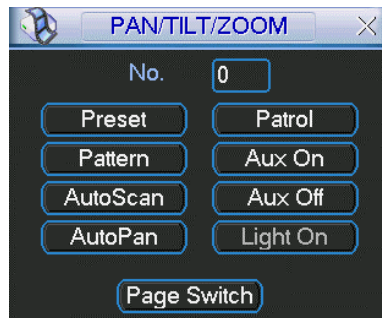 PAN/TILT/ZOOM
No. 0
Preset Patrol
Pattern Aux On
AutoScan Aux Off
AutoPan Light On
Page Switch